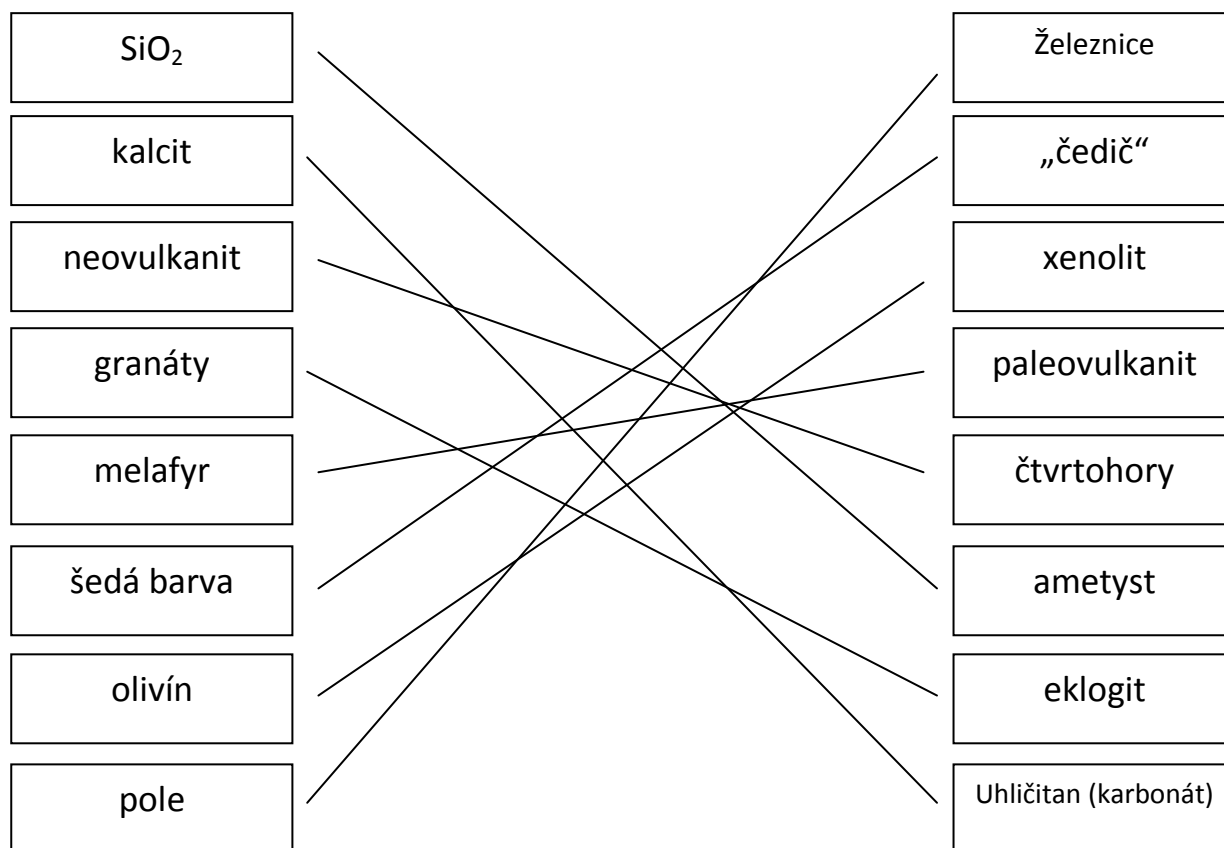 SiO₂
Železnice
kalcit
„čedič“
neovulkanit
xenolit
granáty
paleovulkanit
melafyr
čtvrtohory
šedá barva
ametyst
olivín
eklogit
pole
Uhličitan (karbonát)